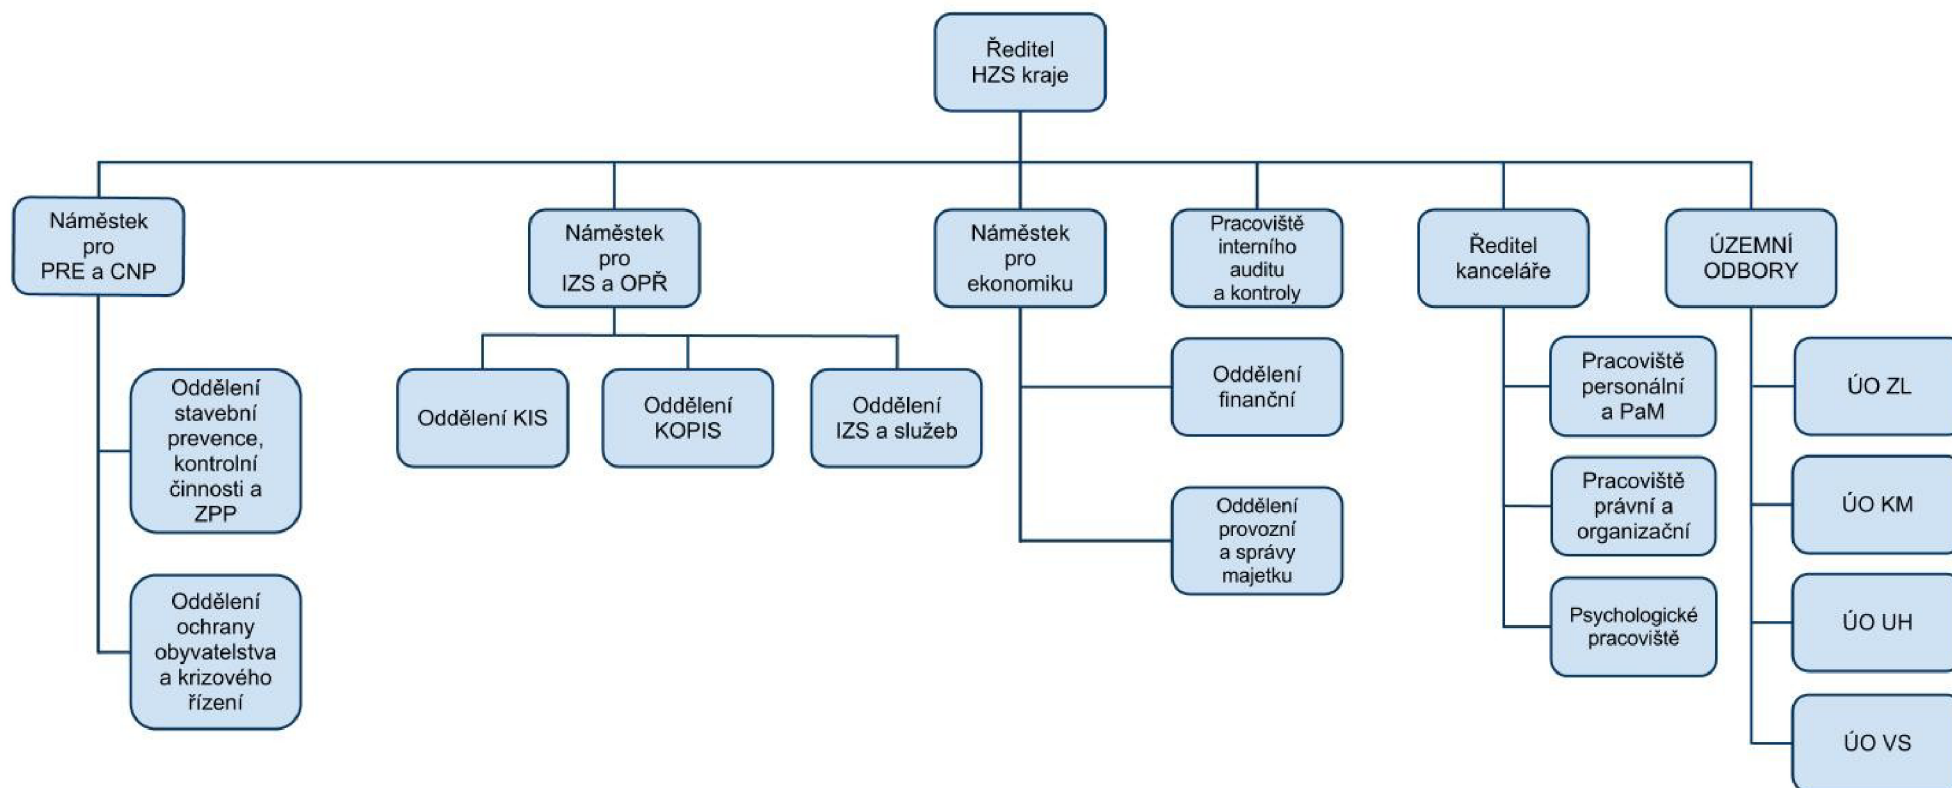 Ředitel
HZS kraje
Náměstek
pro
PRE a CNP
Náměstek
pro
IZS a OPŘ
Náměstek
pro
ekonomiku
Pracoviště
interního
auditu
a kontroly
Ředitel
kanceláře
ÚZEMNÍ
ODBORY
Oddělení
stavební
prevence,
kontrolní
činnosti a
ZPP
Oddělení
ochrany
obyvatelstva
a krizového
řízení
Oddělení KIS
Oddělení
KOPIS
Oddělení
IZS a služeb
Oddělení
finanční
Oddělení
provozní
a správy
majetku
Pracoviště
personální
a PaM
Pracoviště
právní a
organizační
Psychologické
pracoviště
ÚO ZL
ÚO KM
ÚO UH
ÚO VS